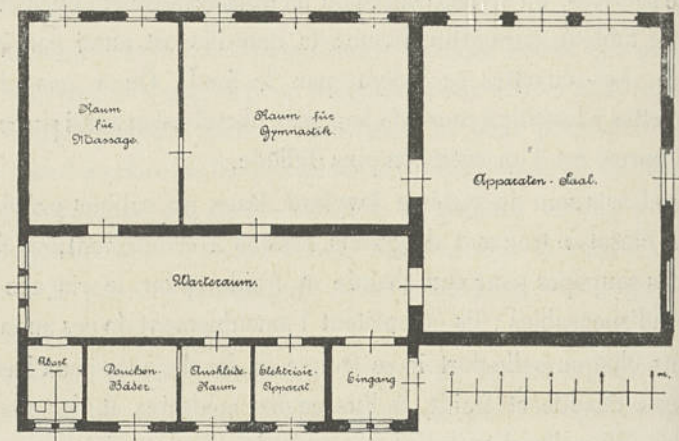 Raum
für
Massage.
Raum für
Gymnastik.
Apparaten-Saal.
Warteraum.
Abort
Douchen-
Bäder.
Auskleide-
Raum
Elektrisir-
Apparat.
Eingang
m.